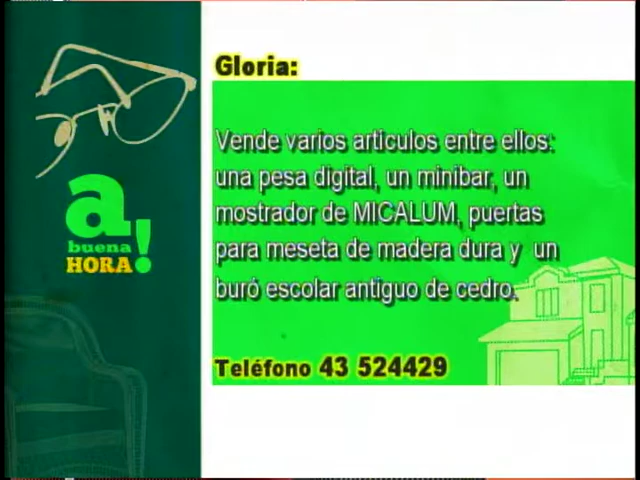 Gloria:
Vende varios artículos entre ellos:
una pesa digital, un minibar, un
mostrador de MICALUM, puertas
para meseta de madera dura y un
buró escolar antiguo de cedro.
Teléfono 43 524429
a
buena
HORA!